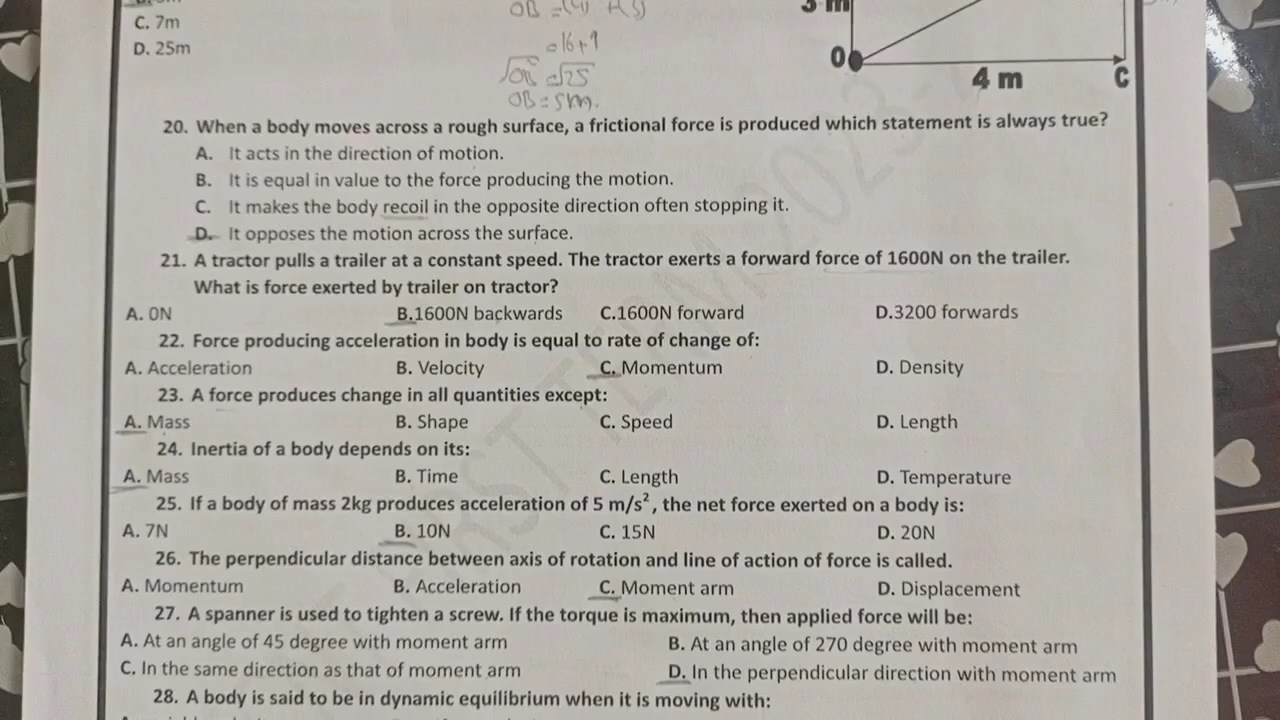 C. 7m
D. 25m
= 16+9
OB = 5m.
3 m
O
4 m
C
20. When a body moves across a rough surface, a frictional force is produced which statement is always true?
A. It acts in the direction of motion.
B. It is equal in value to the force producing the motion.
C. It makes the body recoil in the opposite direction often stopping it.
D. It opposes the motion across the surface.
21. A tractor pulls a trailer at a constant speed. The tractor exerts a forward force of 1600N on the trailer.
What is force exerted by trailer on tractor?
A. 0N B.1600N backwards C.1600N forward D.3200 forwards
22. Force producing acceleration in body is equal to rate of change of:
A. Acceleration B. Velocity C. Momentum D. Density
23. A force produces change in all quantities except:
A. Mass B. Shape C. Speed D. Length
24. Inertia of a body depends on its:
A. Mass B. Time C. Length D. Temperature
25. If a body of mass 2kg produces acceleration of 5 m/s², the net force exerted on a body is:
A. 7N B. 10N C. 15N D. 20N
26. The perpendicular distance between axis of rotation and line of action of force is called.
A. Momentum B. Acceleration C. Moment arm D. Displacement
27. A spanner is used to tighten a screw. If the torque is maximum, then applied force will be:
A. At an angle of 45 degree with moment arm B. At an angle of 270 degree with moment arm
C. In the same direction as that of moment arm D. In the perpendicular direction with moment arm
28. A body is said to be in dynamic equilibrium when it is moving with: